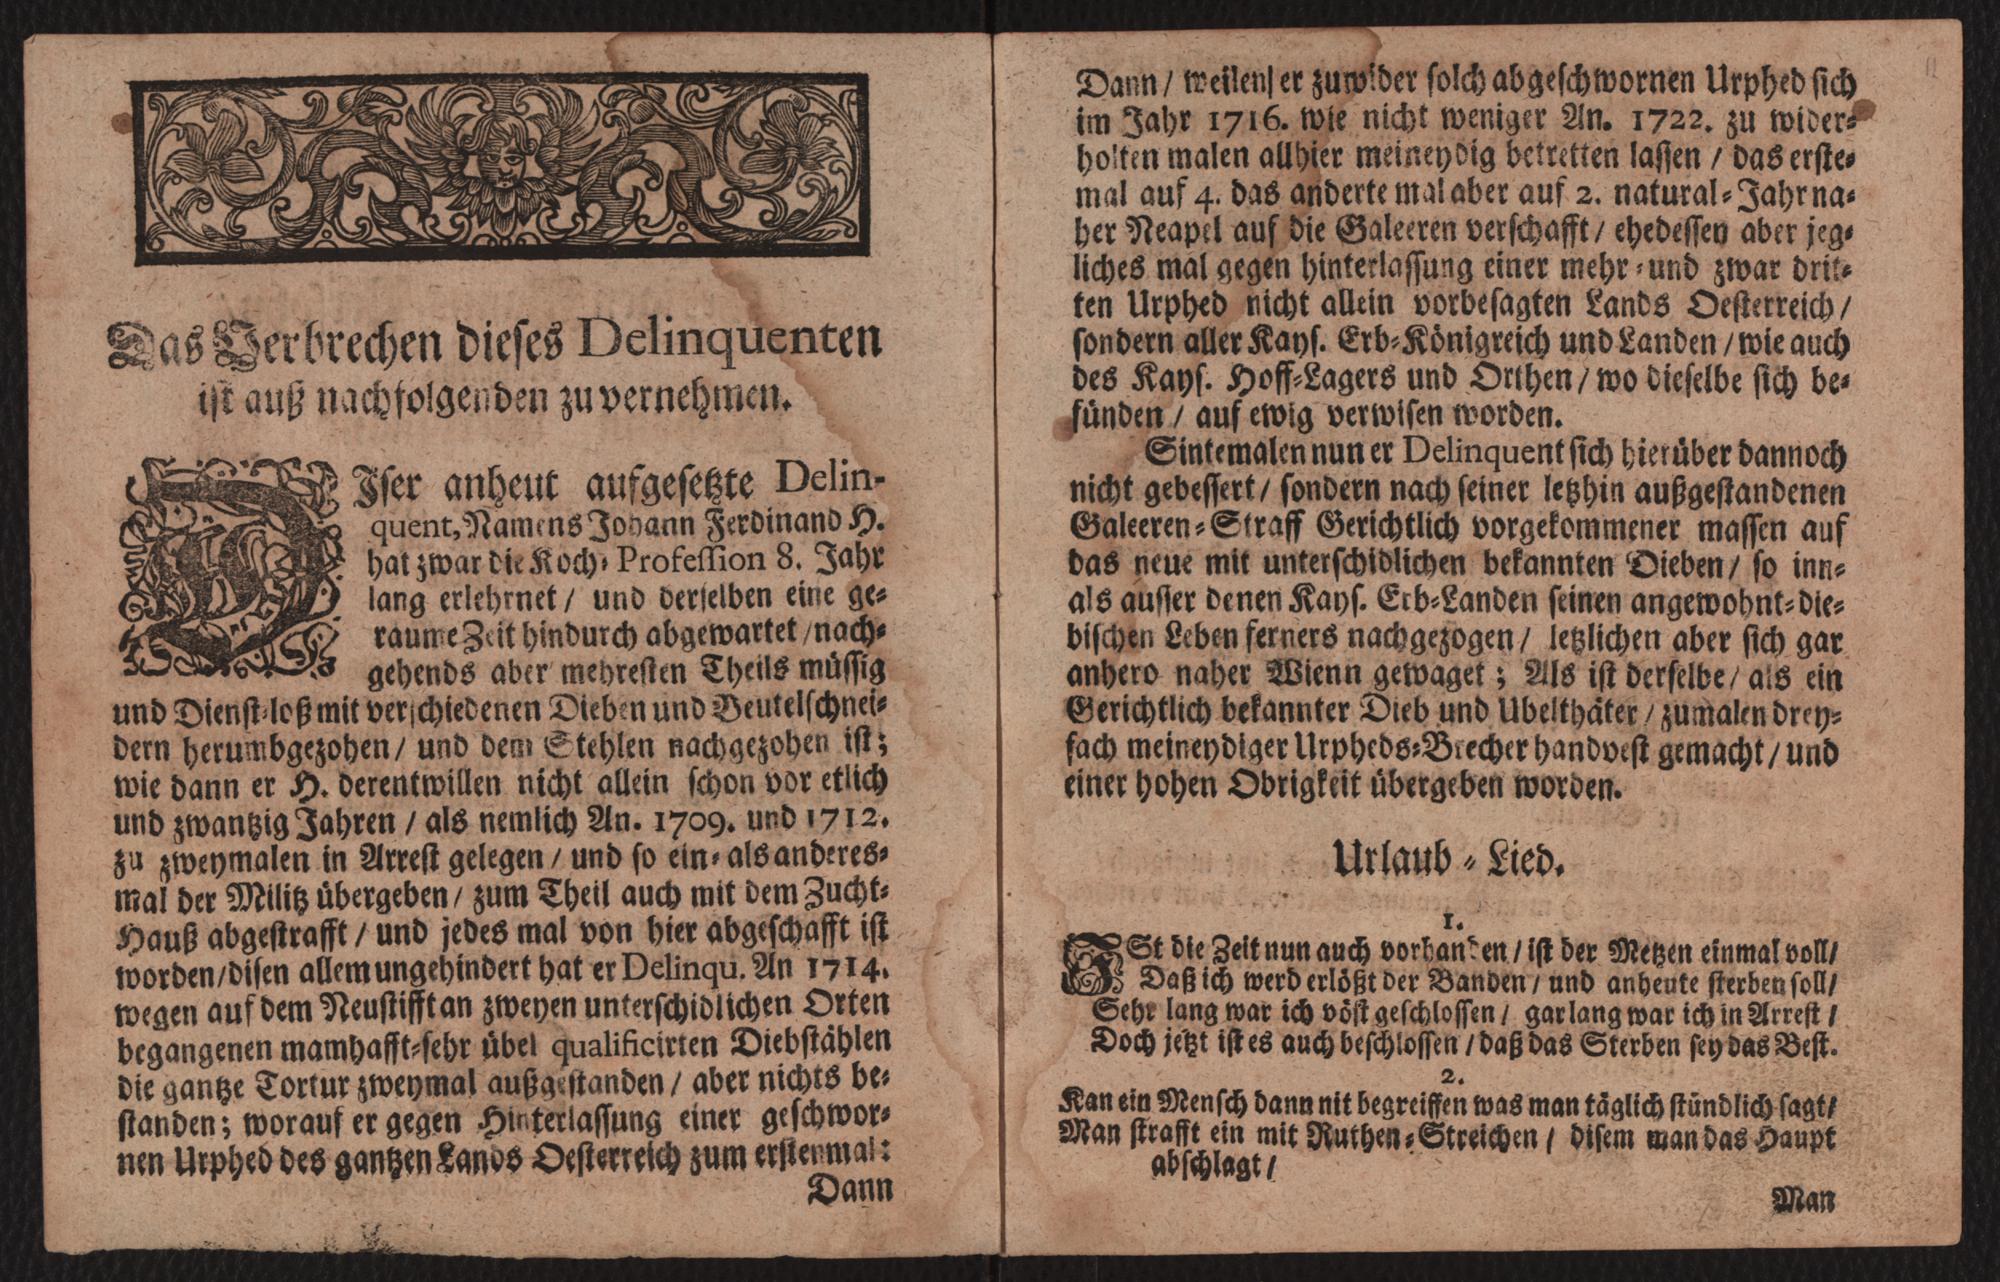 Das Verbrechen dieses Delinquenten
ist auß nachfolgenden zu vernehmen.
DIser anheut aufgesetzte Delin-
quent, Namens Johann Ferdinand H.
hat zwar die Koch-Profession 8. Jahr
lang erlehrnet / und derselben eine ge-
raume Zeit hindurch abgewartet / nach-
gehends aber mehresten Theils müssig
und Dienst-loß mit verschiedenen Dieben und Beutelschnei-
dern herumbgezohen / und dem Stehlen nachgezohen ist;
wie dann er H. derentwillen nicht allein schon vor etlich
und zwantzig Jahren / als nemlich An. 1709. und 1712.
zu zweymalen in Arrest gelegen / und so ein- als anderes-
mal der Militz übergeben / zum Theil auch mit dem Zucht-
Hauß abgestrafft / und jedes mal von hier abgeschafft ist
worden / disen allem ungehindert hat er Delinqu. An 1714.
wegen auf dem Neustifft an zweyen unterschidlichen Orten
begangenen mamhafft-sehr übel qualificirten Diebstählen
die gantze Tortur zweymal außgestanden / aber nichts be-
standen; worauf er gegen Hinterlassung einer geschwor-
nen Urphed des gantzen Lands Oesterreich zum erstenmal:
Dann
Dann / weilen er zuwider solch abgeschwornen Urphed sich
im Jahr 1716. wie nicht weniger An. 1722. zu wider-
holten malen allhier meineydig betretten lassen / das erste-
mal auf 4. das anderte mal aber auf 2. natural-Jahr na-
her Neapel auf die Galeeren verschafft / ehedessen aber jeg-
liches mal gegen hinterlassung einer mehr- und zwar drit-
ten Urphed nicht allein vorbesagten Lands Oesterreich /
sondern aller Kays. Erb-Königreich und Landen / wie auch
des Kays. Hoff-Lagers und Orthen / wo dieselbe sich be-
fünden / auf ewig verwisen worden.
Sintemalen nun er Delinquent sich hierüber dannoch
nicht gebessert / sondern nach seiner letzhin außgestandenen
Galeeren-Straff Gerichtlich vorgekommener massen auf
das neue mit unterschidlichen bekannten Dieben / so inn-
als ausser denen Kays. Erb-Landen seinen angewohnt-die-
bischen Leben ferners nachgezogen / letzlichen aber sich gar
anhero naher Wienn gewaget; Als ist derselbe / als ein
Gerichtlich bekannter Dieb und Ubelthäter / zumalen drey-
fach meineydiger Urpheds-Brecher handvest gemacht / und
einer hohen Obrigkeit übergeben worden.
Urlaub-Lied.
1.
ISt die Zeit nun auch vorhanden / ist der Metzen einmal voll /
Daß ich werd erlößt der Banden / und anheute sterben soll /
Sehr lang war ich vöst geschlossen / gar lang war ich in Arrest /
Doch jetzt ist es auch beschlossen / daß das Sterben sey das Best.
2.
Kan ein Mensch dann nit begreiffen was man täglich stündlich sagt /
Man strafft ein mit Ruthen-Streichen / disem man das Haupt
abschlagt /
Man